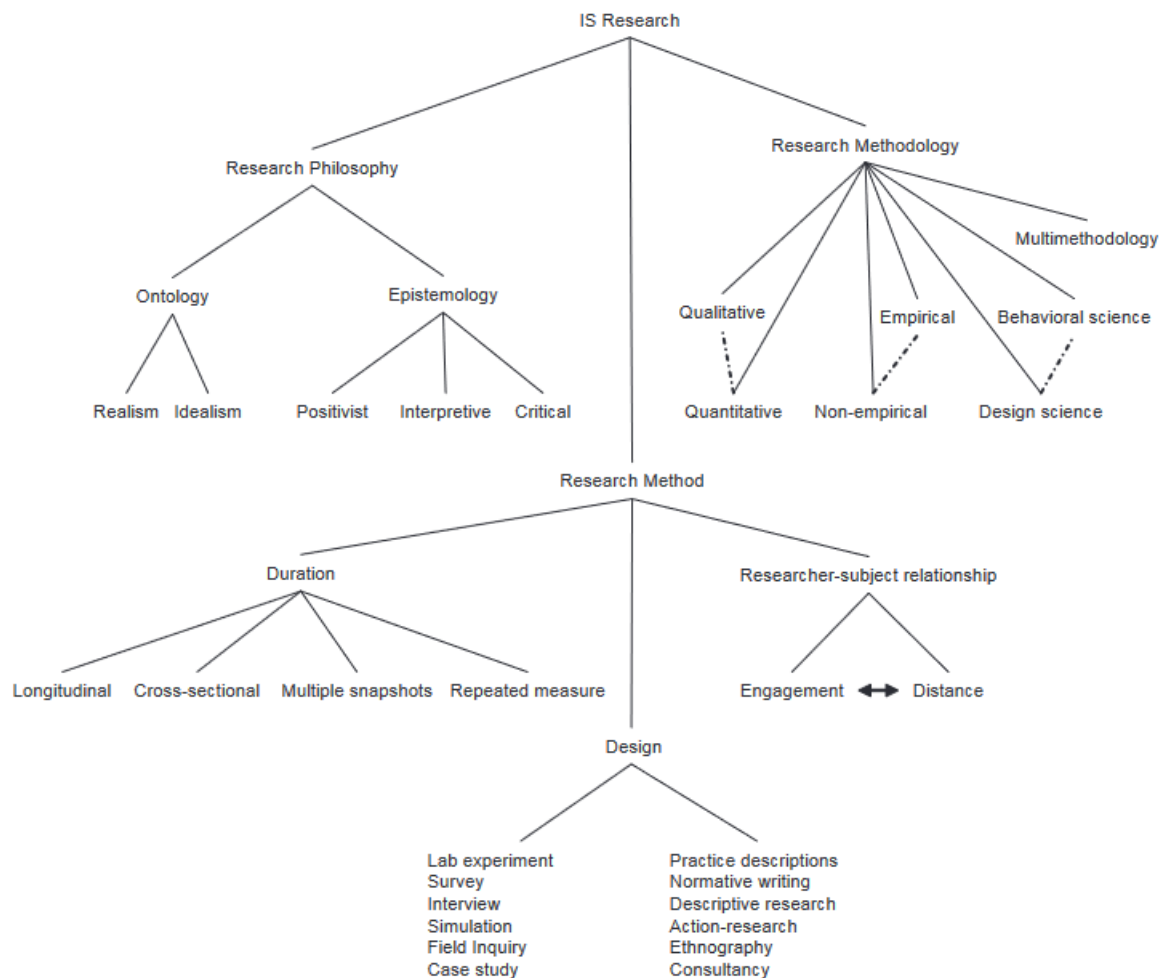 IS Research
Research Philosophy
Research Methodology
Multimethodology
Ontology
Epistemology
Qualitative
Empirical
Behavioral science
Realism
Idealism
Positivist
Interpretive
Critical
Quantitative
Non-empirical
Design science
Research Method
Duration
Researcher-subject relationship
Longitudinal
Cross-sectional
Multiple snapshots
Repeated measure
Engagement
Distance
Design
Lab experiment
Survey
Interview
Simulation
Field Inquiry
Case study
Practice descriptions
Normative writing
Descriptive research
Action-research
Ethnography
Consultancy